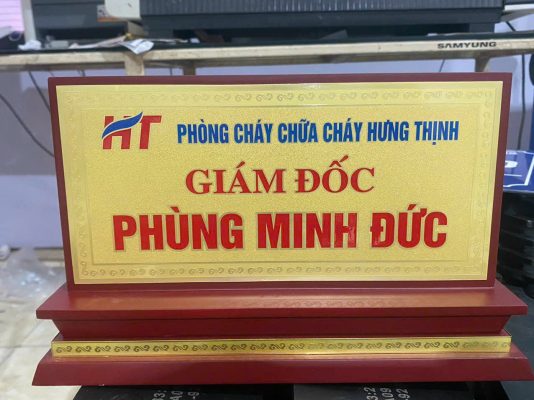 SAMYUNG
HT PHÒNG CHÁY CHỮA CHÁY HƯNG THỊNH
GIÁM ĐỐC
PHÙNG MINH ĐỨC